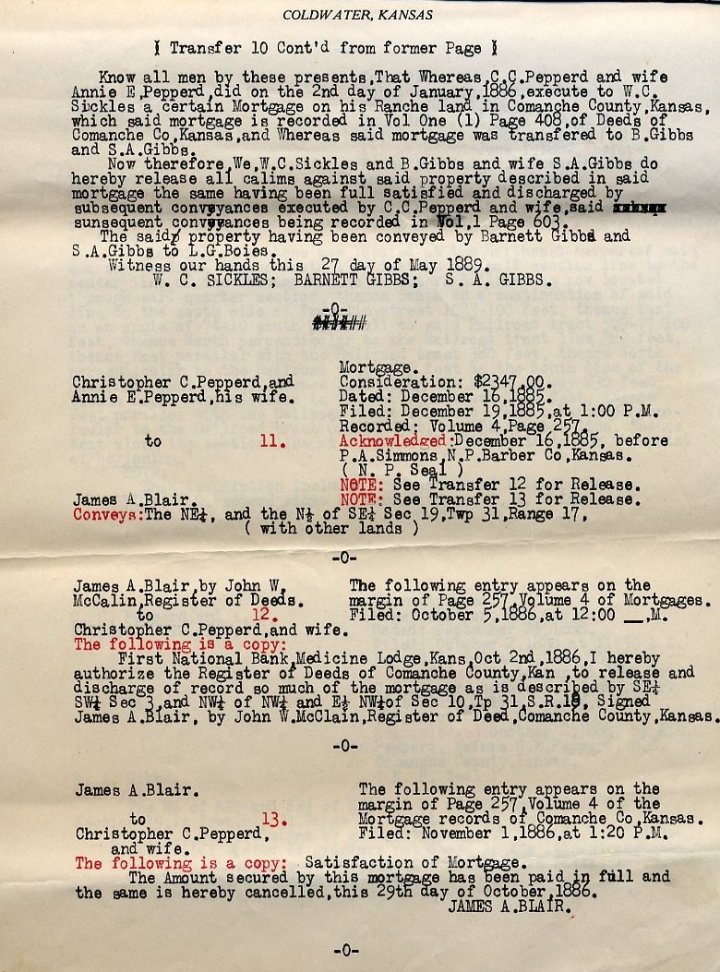 COLDWATER, KANSAS
( Transfer 10 Cont'd from former Page )
Know all men by these presents,That Whereas,C.C.Pepperd and wife
Annie E,Pepperd,did on the 2nd day of January,1886,execute to W.C.
Sickles a certain Mortgage on his Ranche land in Comanche County,Kansas,
which said mortgage is recorded in Vol One (1) Page 408,of Deeds of
Comanche Co,Kansas,and Whereas said mortgage was transfered to B.Gibbs
and S.A.Gibbs.
Now therefore,We,W.C.Sickles and B.Gibbs and wife S.A.Gibbs do
hereby release all calims against said property described in said
mortgage the same having been full satisfied and discharged by
subsequent conveyances executed by C.C.Pepperd and wife,said
sunsequent conveyances being recorded in Vol,1 Page 603.
The said property having been conveyed by Barnett Gibbs and
S.A.Gibbs to L.G.Boies.
Witness our hands this 27 day of May 1889.
W. C. SICKLES; BARNETT GIBBS; S. A. GIBBS.
-0-
######
Mortgage.
Christopher C.Pepperd,and Consideration: $2347.00.
Annie E.Pepperd,his wife. Dated: December 16,1885.
Filed: December 19,1885,at 1:00 P.M.
Recorded: Volume 4,Page 257.
to 11. Acknowledged:December 16,1885, before
P.A.Simmons,N.P.Barber Co,Kansas.
( N. P. Seal )
NOTE: See Transfer 12 for Release.
James A.Blair. NOTE: See Transfer 13 for Release.
Conveys:The NE¼, and the N½ of SE¼ Sec 19,Twp 31,Range 17,
( with other lands )
-0-
James A.Blair,by John W, The following entry appears on the
McCalin,Register of Deeds. margin of Page 257,Volume 4 of Mortgages.
to 12. Filed: October 5,1886,at 12:00 __,M.
Christopher C.Pepperd,and wife.
The following is a copy:
First National Bank,Medicine Lodge,Kans,Oct 2nd,1886,I hereby
authorize the Register of Deeds of Comanche County,Kan ,to release and
discharge of record so much of the mortgage as is described by SE¼
SW¼ Sec 3,and NW¼ of NW¼ and E½ NW¼of Sec 10,Tp 31,S.R.18, Signed
James A.Blair, by John W.McClain,Register of Deed,Comanche County,Kansas.
-0-
James A.Blair. The following entry appears on the
margin of Page 257,Volume 4 of the
to 13. Mortgage records of Comanche Co,Kansas.
Christopher C.Pepperd, Filed: November 1,1886,at 1:20 P.M.
and wife.
The following is a copy: Satisfaction of Mortgage.
The Amount secured by this mortgage has been paid in full and
the same is hereby cancelled,this 29th day of October,1886.
JAMES A.BLAIR.
-0-